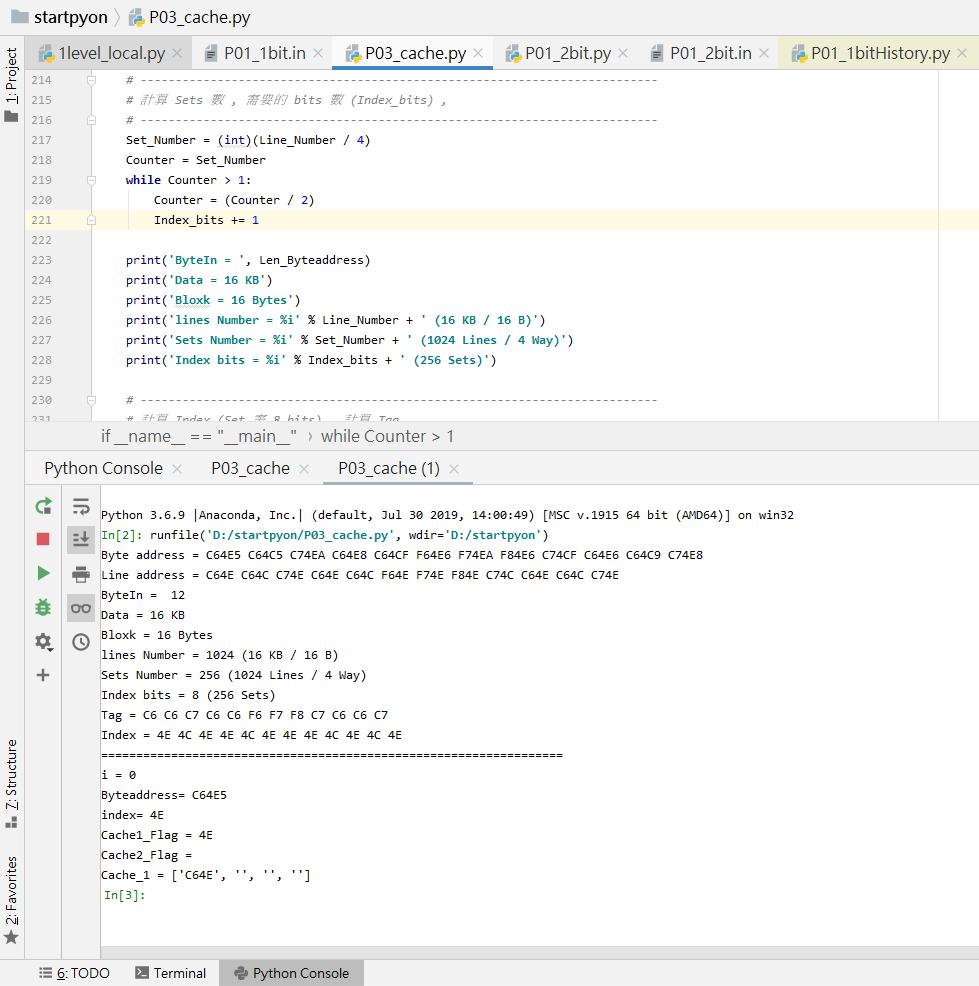 startpyon P03_cache.py
1level_local.py P01_1bit.in P03_cache.py P01_2bit.py P01_2bit.in P01_1bitHistory.py
1: Project
214 # --------------------------------------------------------------------------
215 # 計算 Sets 數 , 需要的 bits 數 (Index_bits) ,
216 # --------------------------------------------------------------------------
217 Set_Number = (int)(Line_Number / 4)
218 Counter = Set_Number
219 while Counter > 1:
220 Counter = (Counter / 2)
221 Index_bits += 1
222
223 print('ByteIn = ', Len_Byteaddress)
224 print('Data = 16 KB')
225 print('Bloxk = 16 Bytes')
226 print('lines Number = %i' % Line_Number + ' (16 KB / 16 B)')
227 print('Sets Number = %i' % Set_Number + ' (1024 Lines / 4 Way)')
228 print('Index bits = %i' % Index_bits + ' (256 Sets)')
229
230 # --------------------------------------------------------------------------
231 # 計算 Index (Set 需 8 bits) , 計算 Tag
if __name__ == "__main__" › while Counter > 1
Python Console P03_cache P03_cache (1)
Python 3.6.9 |Anaconda, Inc.| (default, Jul 30 2019, 14:00:49) [MSC v.1915 64 bit (AMD64)] on win32
In[2]: runfile('D:/startpyon/P03_cache.py', wdir='D:/startpyon')
Byte address = C64E5 C64C5 C74EA C64E8 C64CF F64E6 F74EA F84E6 C74CF C64E6 C64C9 C74E8
Line address = C64E C64C C74E C64E C64C F64E F74E F84E C74C C64E C64C C74E
ByteIn =  12
Data = 16 KB
Bloxk = 16 Bytes
lines Number = 1024 (16 KB / 16 B)
Sets Number = 256 (1024 Lines / 4 Way)
Index bits = 8 (256 Sets)
Tag = C6 C6 C7 C6 C6 F6 F7 F8 C7 C6 C6 C7
Index = 4E 4C 4E 4E 4C 4E 4E 4E 4C 4E 4C 4E
==================================================================
i = 0
Byteaddress= C64E5
index= 4E
Cache1_Flag = 4E
Cache2_Flag =
Cache_1 = ['C64E', '', '', '']
In[3]:
Z: Structure
2: Favorites
6: TODO Terminal Python Console